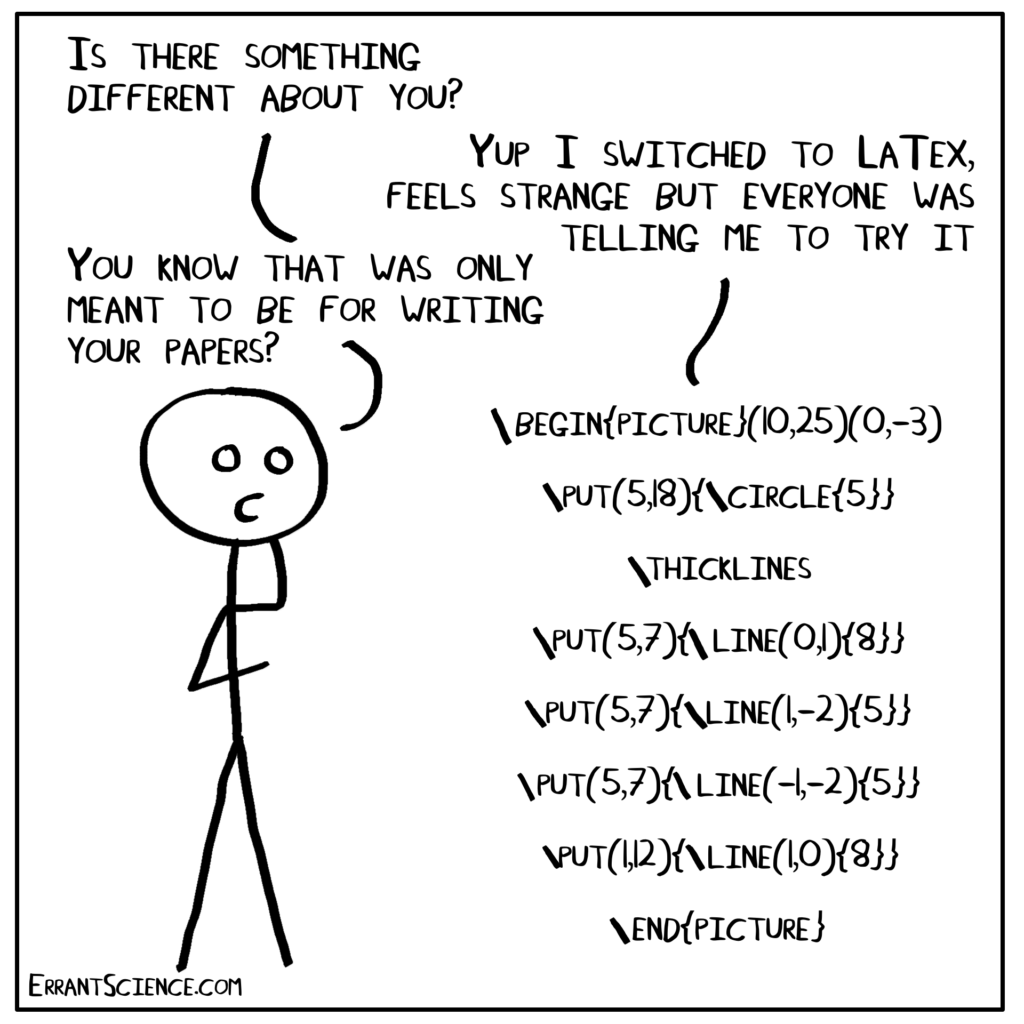 Is there something
different about you?
Yup I switched to LaTex,
feels strange but everyone was
telling me to try it
You know that was only
meant to be for writing
your papers?
\begin{picture}(10,25)(0,-3)
\put(5,18){\circle{5}}
\thicklines
\put(5,7){\line(0,1){8}}
\put(5,7){\line(1,-2){5}}
\put(5,7){\line(-1,-2){5}}
\put(1,12){\line(1,0){8}}
\end{picture}
ErrantScience.com